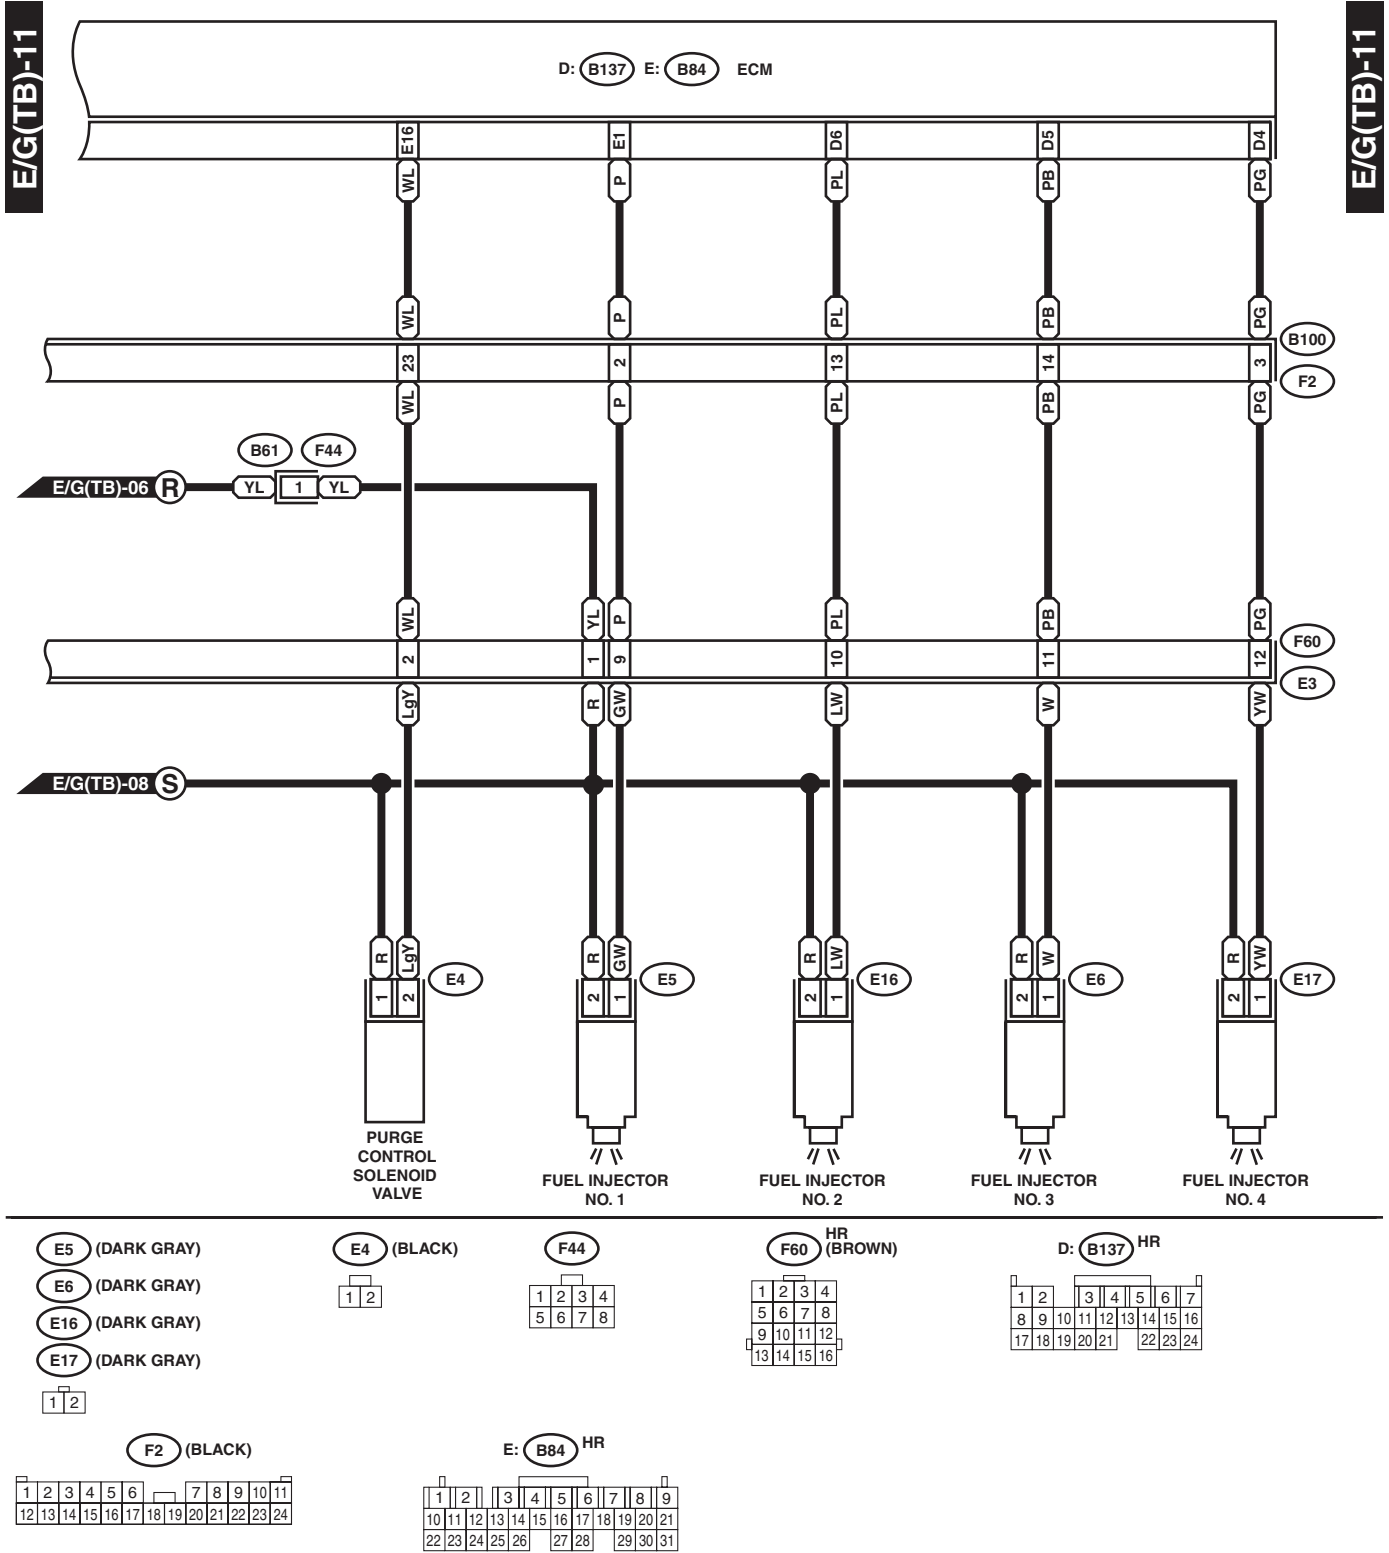 E/G(TB)-11
E/G(TB)-11
D: B137 E: B84 ECM
E16 E1 D6 D5 D4
WL P PL PB PG
WL P PL PB PG
B100
23 2 13 14 3
F2
WL P PL PB PG
B61 F44
E/G(TB)-06 R YL 1 YL
WL YL P PL PB PG
F60
2 1 9 10 11 12
E3
LgY R GW LW W YW
E/G(TB)-08 S
R LgY R GW R LW R W R YW
E4 E5 E16 E6 E17
1 2 2 1 2 1 2 1 2 1
PURGE
CONTROL
SOLENOID
VALVE
FUEL INJECTOR
NO. 1
FUEL INJECTOR
NO. 2
FUEL INJECTOR
NO. 3
FUEL INJECTOR
NO. 4
E5 (DARK GRAY)
E6 (DARK GRAY)
E16 (DARK GRAY)
E17 (DARK GRAY)
1 2
E4 (BLACK)
1 2
F44
1 2 3 4
5 6 7 8
F60 HR
(BROWN)
1 2 3 4
5 6 7 8
9 10 11 12
13 14 15 16
D: B137 HR
1 2 3 4 5 6 7
8 9 10 11 12 13 14 15 16
17 18 19 20 21 22 23 24
F2 (BLACK)
1 2 3 4 5 6 7 8 9 10 11
12 13 14 15 16 17 18 19 20 21 22 23 24
E: B84 HR
1 2 3 4 5 6 7 8 9
10 11 12 13 14 15 16 17 18 19 20 21
22 23 24 25 26 27 28 29 30 31